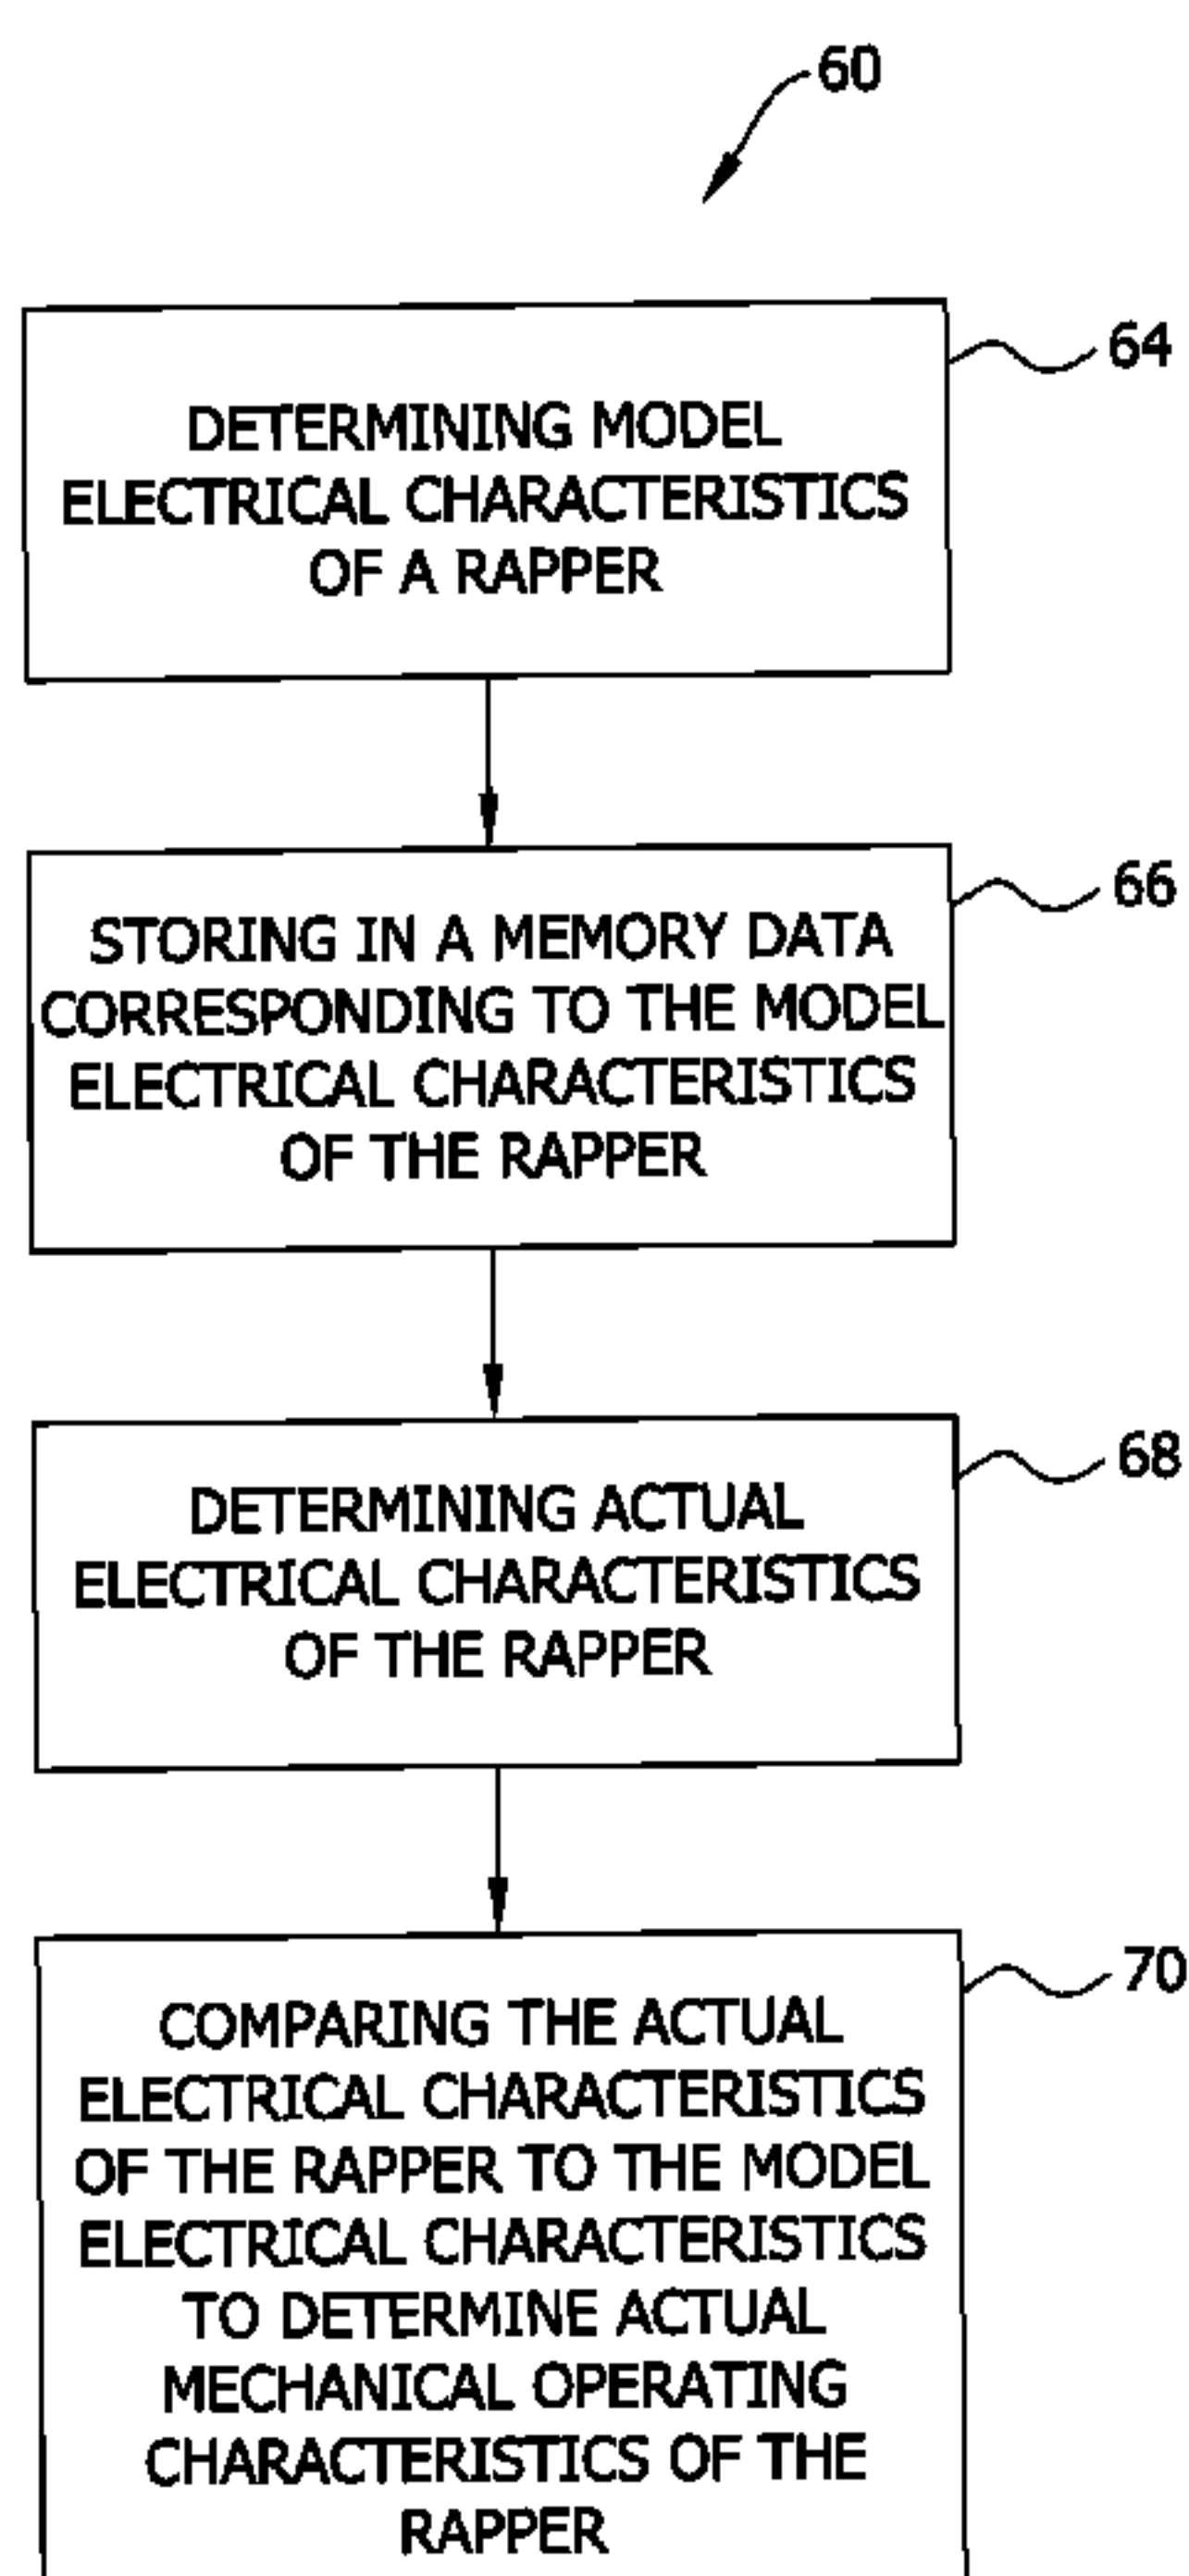 60
64
DETERMINING MODEL
ELECTRICAL CHARACTERISTICS
OF A RAPPER
66
STORING IN A MEMORY DATA
CORRESPONDING TO THE MODEL
ELECTRICAL CHARACTERISTICS
OF THE RAPPER
68
DETERMINING ACTUAL
ELECTRICAL CHARACTERISTICS
OF THE RAPPER
70
COMPARING THE ACTUAL
ELECTRICAL CHARACTERISTICS
OF THE RAPPER TO THE MODEL
ELECTRICAL CHARACTERISTICS
TO DETERMINE ACTUAL
MECHANICAL OPERATING
CHARACTERISTICS OF THE
RAPPER